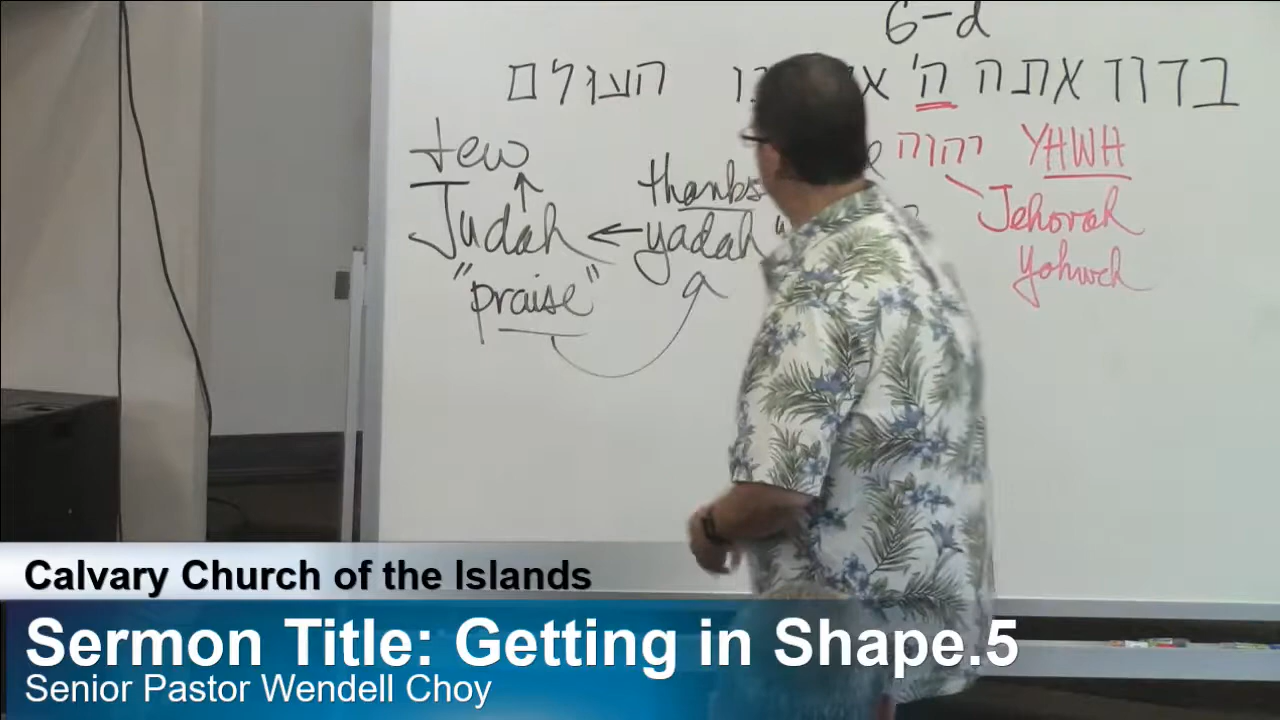 G-d
ברוך אתה ה' העולם
Jew thanks יהוה YHWH
Judah ← yadah Jehovah
"praise" Yahweh
Calvary Church of the Islands
Sermon Title: Getting in Shape.5
Senior Pastor Wendell Choy